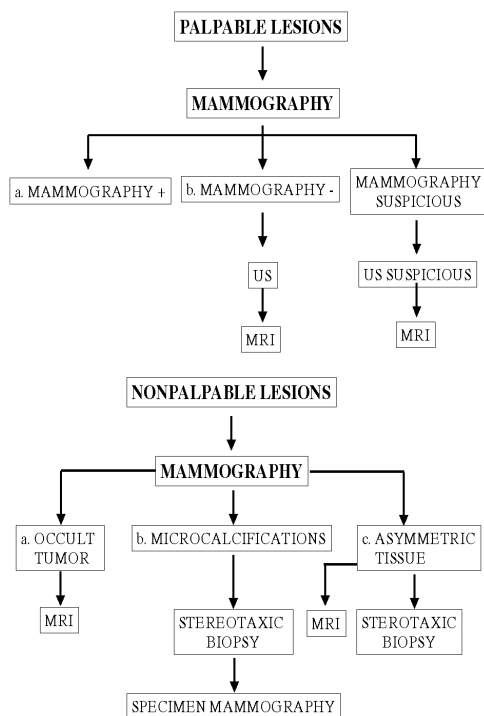 PALPABLE LESIONS
MAMMOGRAPHY
a. MAMMOGRAPHY +
b. MAMMOGRAPHY -
MAMMOGRAPHY
SUSPICIOUS
US
US SUSPICIOUS
MRI
MRI
NONPALPABLE LESIONS
MAMMOGRAPHY
a. OCCULT
TUMOR
b. MICROCALCIFICATIONS
c. ASYMMETRIC
TISSUE
MRI
STEREOTAXIC
BIOPSY
MRI
STEROTAXIC
BIOPSY
SPECIMEN MAMMOGRAPHY